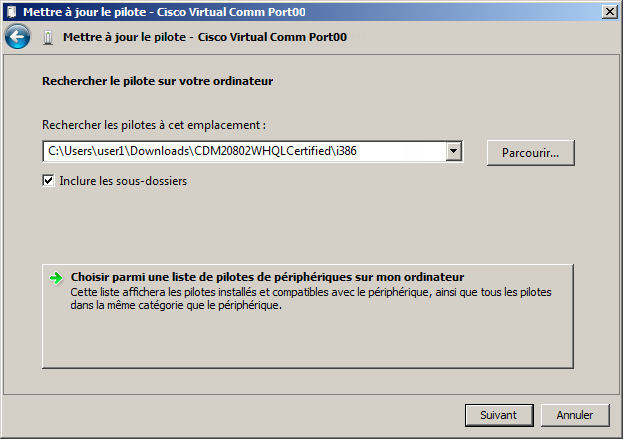 Mettre à jour le pilote - Cisco Virtual Comm Port00
Mettre à jour le pilote - Cisco Virtual Comm Port00
Rechercher le pilote sur votre ordinateur
Rechercher les pilotes à cet emplacement :
C:\Users\user1\Downloads\CDM20802WHQLCertified\i386
Parcourir...
Inclure les sous-dossiers
Choisir parmi une liste de pilotes de périphériques sur mon ordinateur
Cette liste affichera les pilotes installés et compatibles avec le périphérique, ainsi que tous les pilotes
dans la même catégorie que le périphérique.
Suivant
Annuler